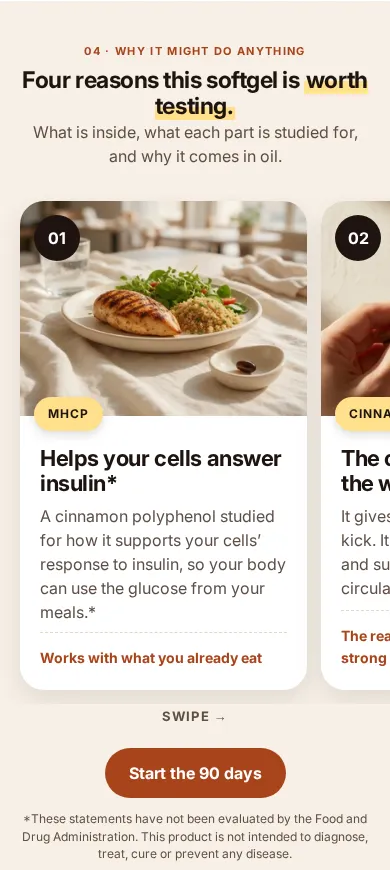 04 · WHY IT MIGHT DO ANYTHING
Four reasons this softgel is worth
testing.
What is inside, what each part is studied for,
and why it comes in oil.
01
02
MHCP
Helps your cells answer
insulin*
A cinnamon polyphenol studied
for how it supports your cells’
response to insulin, so your body
can use the glucose from your
meals.*
Works with what you already eat
The
the
It gives
kick. It
and
strong
SWIPE →
Start the 90 days
*These statements have not been evaluated by the Food and
Drug Administration. This product is not intended to diagnose,
treat, cure or prevent any disease.